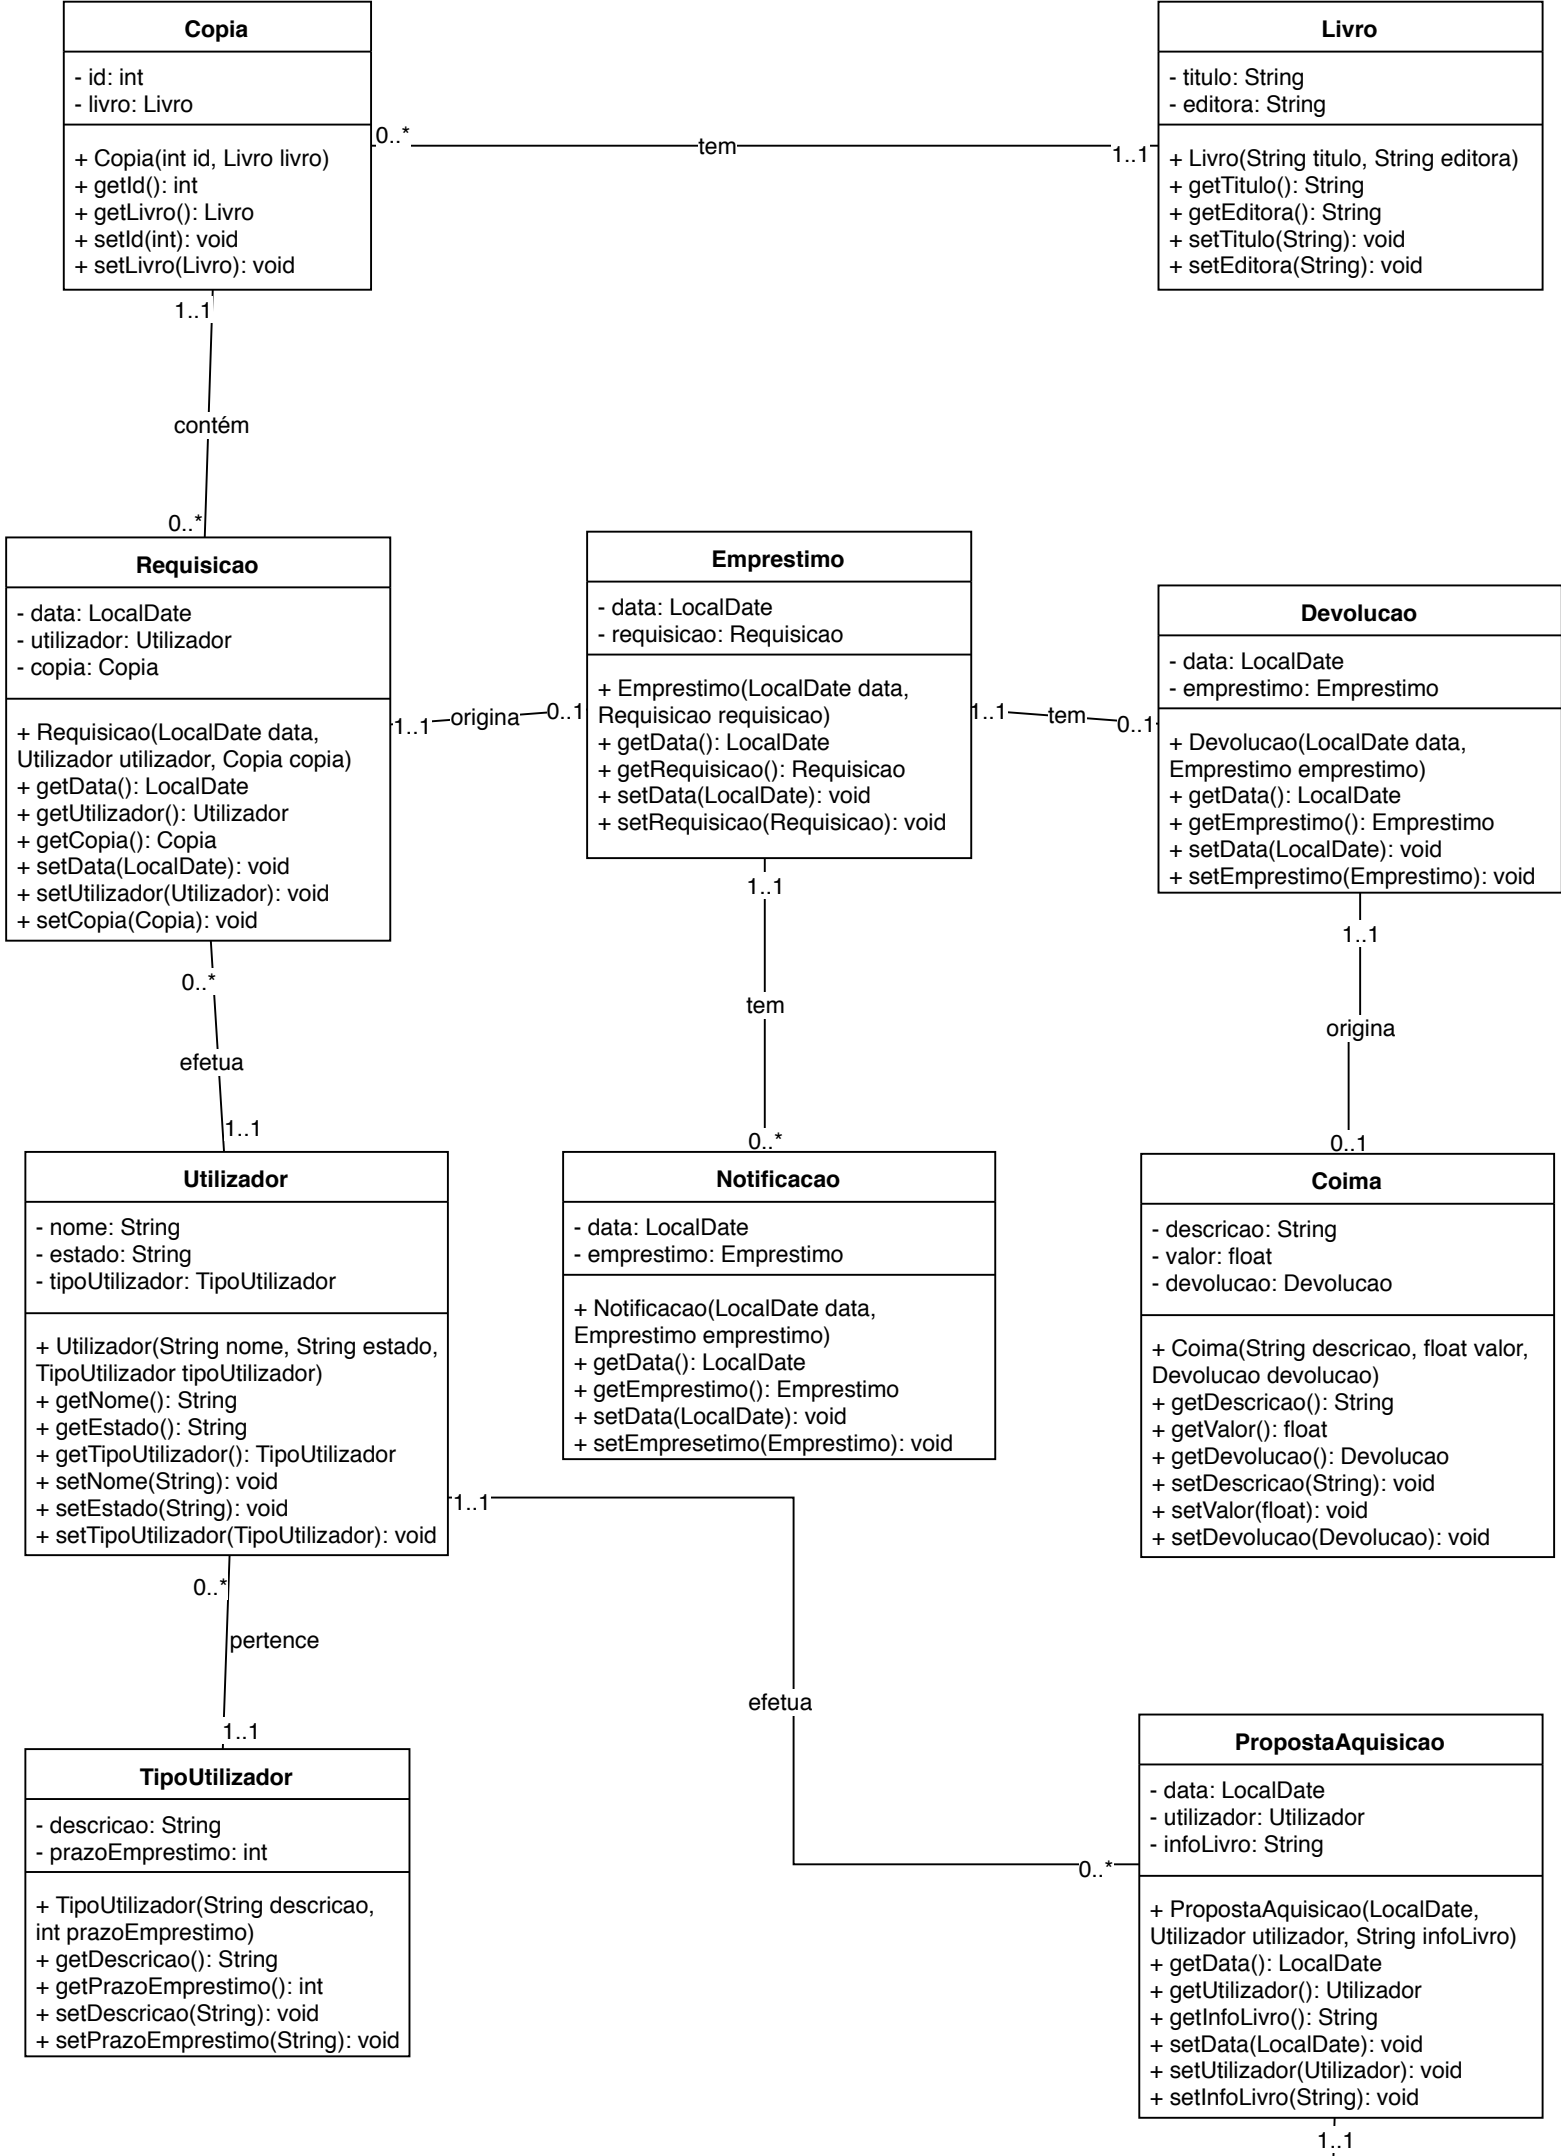 Copia
- id: int
- livro: Livro
+ Copia(int id, Livro livro)
+ getId(): int
+ getLivro(): Livro
+ setId(int): void
+ setLivro(Livro): void
0..*
tem
1..1
Livro
- titulo: String
- editora: String
+ Livro(String titulo, String editora)
+ getTitulo(): String
+ getEditora(): String
+ setTitulo(String): void
+ setEditora(String): void
1..1
contém
0..*
Requisicao
- data: LocalDate
- utilizador: Utilizador
- copia: Copia
+ Requisicao(LocalDate data,
Utilizador utilizador, Copia copia)
+ getData(): LocalDate
+ getUtilizador(): Utilizador
+ getCopia(): Copia
+ setData(LocalDate): void
+ setUtilizador(Utilizador): void
+ setCopia(Copia): void
1..1
origina
0..1
Emprestimo
- data: LocalDate
- requisicao: Requisicao
+ Emprestimo(LocalDate data,
Requisicao requisicao)
+ getData(): LocalDate
+ getRequisicao(): Requisicao
+ setData(LocalDate): void
+ setRequisicao(Requisicao): void
1..1
tem
0..1
Devolucao
- data: LocalDate
- emprestimo: Emprestimo
+ Devolucao(LocalDate data,
Emprestimo emprestimo)
+ getData(): LocalDate
+ getEmprestimo(): Emprestimo
+ setData(LocalDate): void
+ setEmprestimo(Emprestimo): void
0..*
efetua
1..1
1..1
tem
0..*
1..1
origina
0..1
Utilizador
- nome: String
- estado: String
- tipoUtilizador: TipoUtilizador
+ Utilizador(String nome, String estado,
TipoUtilizador tipoUtilizador)
+ getNome(): String
+ getEstado(): String
+ getTipoUtilizador(): TipoUtilizador
+ setNome(String): void
+ setEstado(String): void
+ setTipoUtilizador(TipoUtilizador): void
Notificacao
- data: LocalDate
- emprestimo: Emprestimo
+ Notificacao(LocalDate data,
Emprestimo emprestimo)
+ getData(): LocalDate
+ getEmprestimo(): Emprestimo
+ setData(LocalDate): void
+ setEmpresetimo(Emprestimo): void
Coima
- descricao: String
- valor: float
- devolucao: Devolucao
+ Coima(String descricao, float valor,
Devolucao devolucao)
+ getDescricao(): String
+ getValor(): float
+ getDevolucao(): Devolucao
+ setDescricao(String): void
+ setValor(float): void
+ setDevolucao(Devolucao): void
1..1
efetua
0..*
0..*
pertence
1..1
TipoUtilizador
- descricao: String
- prazoEmprestimo: int
+ TipoUtilizador(String descricao,
int prazoEmprestimo)
+ getDescricao(): String
+ getPrazoEmprestimo(): int
+ setDescricao(String): void
+ setPrazoEmprestimo(String): void
PropostaAquisicao
- data: LocalDate
- utilizador: Utilizador
- infoLivro: String
+ PropostaAquisicao(LocalDate,
Utilizador utilizador, String infoLivro)
+ getData(): LocalDate
+ getUtilizador(): Utilizador
+ getInfoLivro(): String
+ setData(LocalDate): void
+ setUtilizador(Utilizador): void
+ setInfoLivro(String): void
1..1